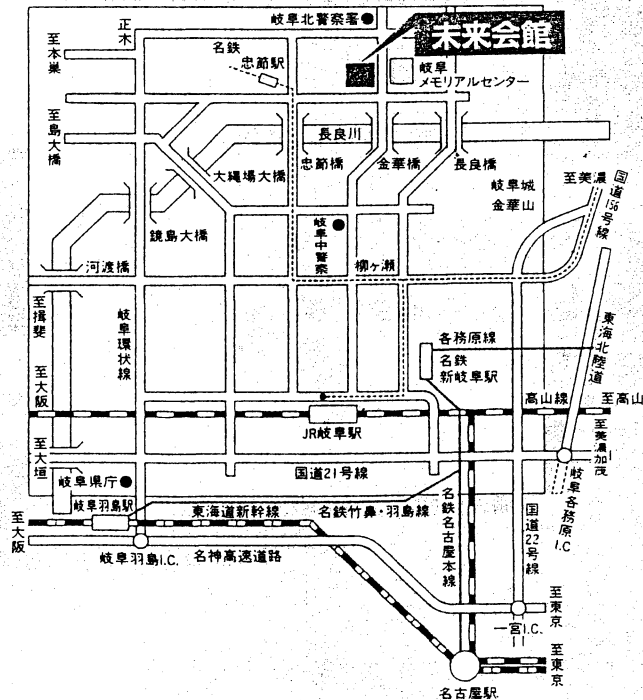 岐阜北警察署
未来会館
正木
至本巣
名鉄
忠節駅
岐阜
メモリアルセンター
至島大橋
長良川
大縄場大橋
忠節橋
金華橋
長良橋
至美濃
国道156号線
岐阜城
金華山
鏡島大橋
岐阜中警察
河渡橋
柳ヶ瀬
至揖斐
岐阜環状線
東海北陸道
各務原線
名鉄
新岐阜駅
至大阪
高山線
至高山
JR岐阜駅
至大垣
至美濃加茂
国道21号線
岐阜県庁
岐阜各務原I.C
岐阜羽島駅
東海道新幹線
名鉄竹鼻・羽島線
名鉄名古屋本線
国道22号線
至大阪
岐阜羽島I.C.
名神高速道路
至東京
一宮I.C.
至東京
名古屋駅